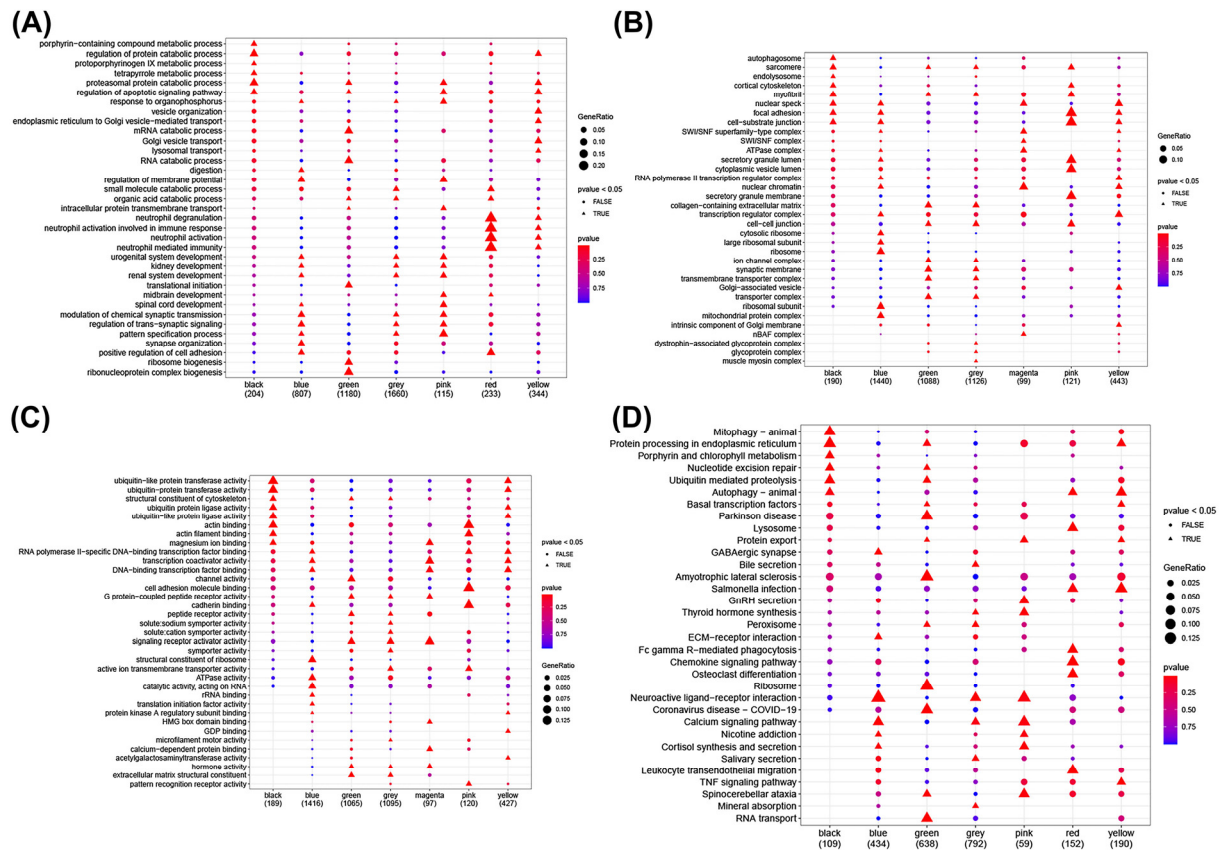 (A)
porphyrin-containing compound metabolic process
regulation of protein catabolic process
protoporphyrinogen IX metabolic process
tetrapyrrole metabolic process
proteasomal protein catabolic process
regulation of apoptotic signaling pathway
response to organophosphorus
vesicle organization
endoplasmic reticulum to Golgi vesicle-mediated transport
mRNA catabolic process
Golgi vesicle transport
lysosomal transport
RNA catabolic process
digestion
regulation of membrane potential
small molecule catabolic process
organic acid catabolic process
intracellular protein transmembrane transport
neutrophil degranulation
neutrophil activation involved in immune response
neutrophil activation
neutrophil mediated immunity
urogenital system development
kidney development
renal system development
translational initiation
midbrain development
spinal cord development
modulation of chemical synaptic transmission
regulation of trans-synaptic signaling
pattern specification process
synapse organization
positive regulation of cell adhesion
ribosome biogenesis
ribonucleoprotein complex biogenesis
black blue green grey pink red yellow
(204) (807) (1180) (1660) (115) (233) (344)
GeneRatio
0.05
0.10
0.15
0.20
pvalue < 0.05
FALSE
TRUE
pvalue
0.25
0.50
0.75
(B)
autophagosome
sarcomere
endolysosome
cortical cytoskeleton
myofibril
nuclear speck
focal adhesion
cell-substrate junction
SWI/SNF superfamily-type complex
SWI/SNF complex
ATPase complex
secretory granule lumen
cytoplasmic vesicle lumen
RNA polymerase II transcription regulator complex
nuclear chromatin
secretory granule membrane
collagen-containing extracellular matrix
transcription regulator complex
cell-cell junction
cytosolic ribosome
large ribosomal subunit
ribosome
ion channel complex
synaptic membrane
transmembrane transporter complex
Golgi-associated vesicle
transporter complex
ribosomal subunit
mitochondrial protein complex
intrinsic component of Golgi membrane
nBAF complex
dystrophin-associated glycoprotein complex
glycoprotein complex
muscle myosin complex
black blue green grey magenta pink yellow
(190) (1440) (1088) (1126) (99) (121) (443)
GeneRatio
0.05
0.10
pvalue < 0.05
FALSE
TRUE
pvalue
0.25
0.50
0.75
(C)
ubiquitin-like protein transferase activity
ubiquitin-protein transferase activity
structural constituent of cytoskeleton
ubiquitin protein ligase activity
ubiquitin-like protein ligase activity
actin binding
actin filament binding
magnesium ion binding
RNA polymerase II-specific DNA-binding transcription factor binding
transcription coactivator activity
DNA-binding transcription factor binding
channel activity
cell adhesion molecule binding
G protein-coupled peptide receptor activity
cadherin binding
peptide receptor activity
solute:sodium symporter activity
solute:cation symporter activity
signaling receptor activator activity
symporter activity
structural constituent of ribosome
active ion transmembrane transporter activity
ATPase activity
catalytic activity, acting on RNA
rRNA binding
translation initiation factor activity
protein kinase A regulatory subunit binding
HMG box domain binding
GDP binding
microfilament motor activity
calcium-dependent protein binding
acetylgalactosaminyltransferase activity
hormone activity
extracellular matrix structural constituent
pattern recognition receptor activity
black blue green grey magenta pink yellow
(189) (1416) (1065) (1095) (97) (120) (427)
pvalue < 0.05
FALSE
TRUE
pvalue
0.25
0.50
0.75
GeneRatio
0.025
0.050
0.075
0.100
0.125
(D)
Mitophagy - animal
Protein processing in endoplasmic reticulum
Porphyrin and chlorophyll metabolism
Nucleotide excision repair
Ubiquitin mediated proteolysis
Autophagy - animal
Basal transcription factors
Parkinson disease
Lysosome
Protein export
GABAergic synapse
Bile secretion
Amyotrophic lateral sclerosis
Salmonella infection
GnRH secretion
Thyroid hormone synthesis
Peroxisome
ECM-receptor interaction
Fc gamma R-mediated phagocytosis
Chemokine signaling pathway
Osteoclast differentiation
Ribosome
Neuroactive ligand-receptor interaction
Coronavirus disease - COVID-19
Calcium signaling pathway
Nicotine addiction
Cortisol synthesis and secretion
Salivary secretion
Leukocyte transendothelial migration
TNF signaling pathway
Spinocerebellar ataxia
Mineral absorption
RNA transport
black blue green grey pink red yellow
(109) (434) (638) (792) (59) (152) (190)
pvalue < 0.05
FALSE
TRUE
GeneRatio
0.025
0.050
0.075
0.100
0.125
pvalue
0.25
0.50
0.75